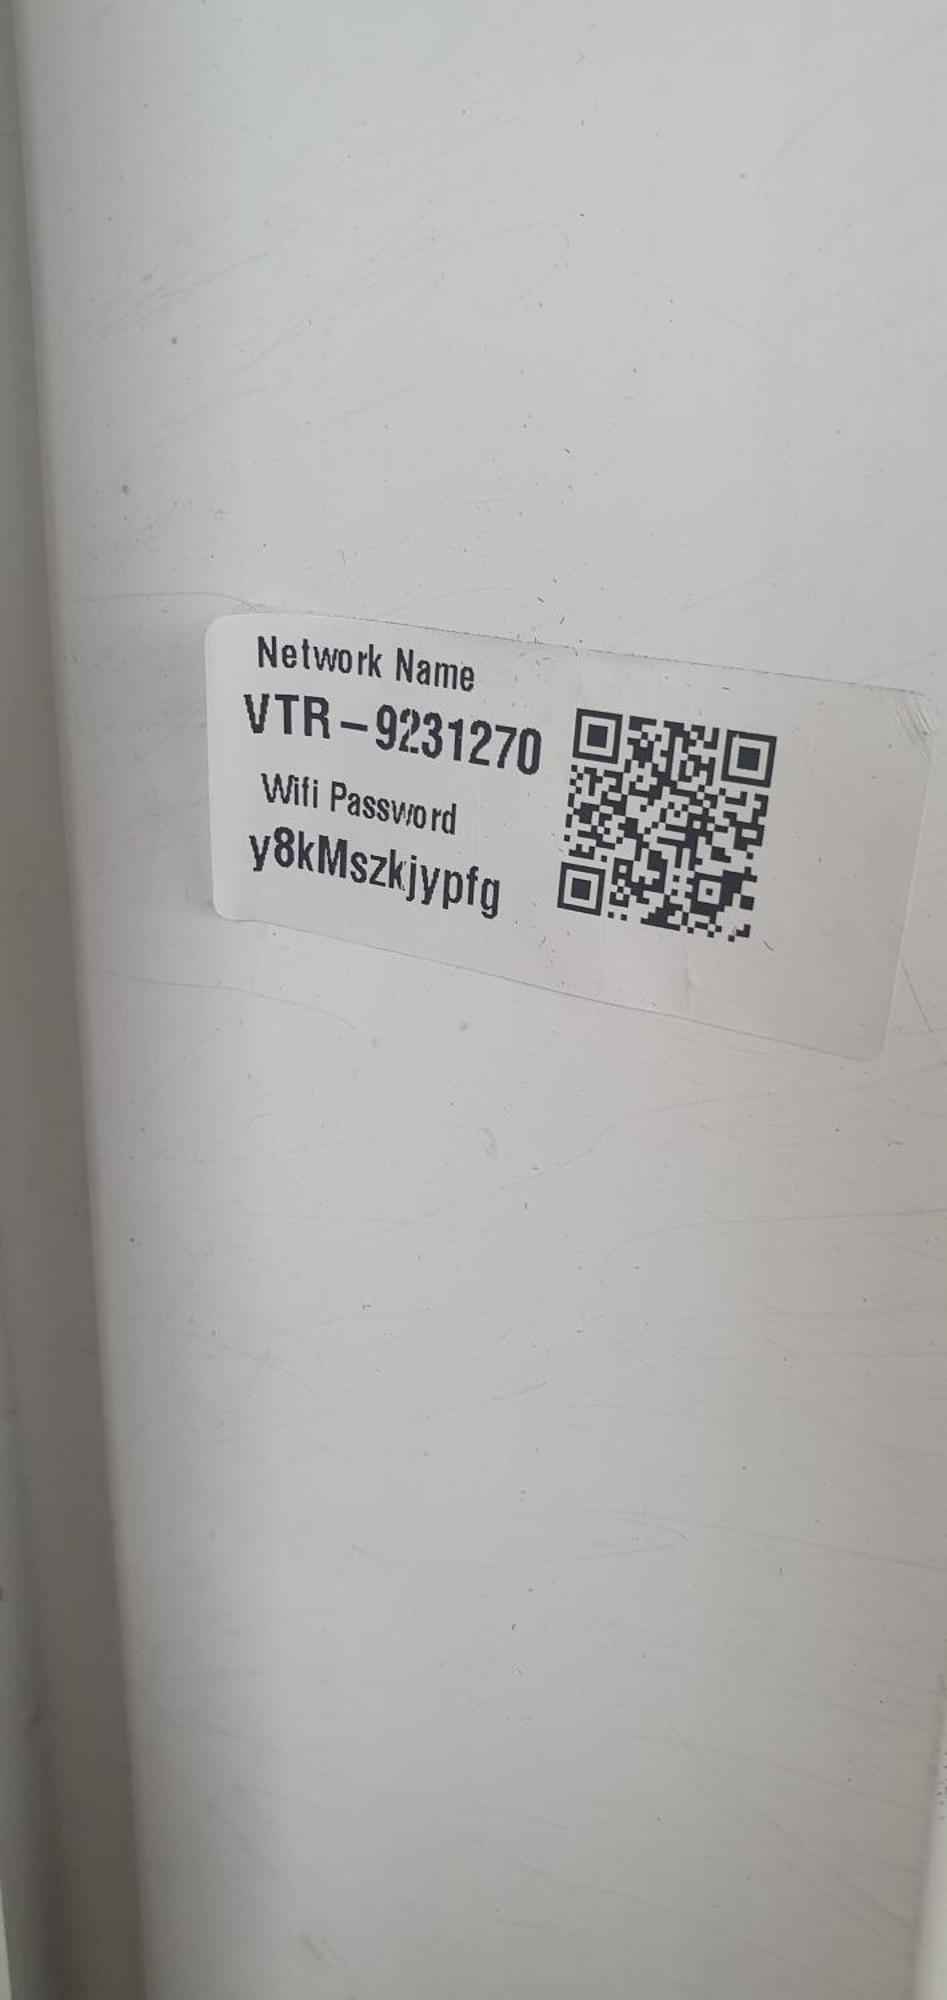 Network Name
VTR-9231270
Wifi Password
y8kMszkjypfg